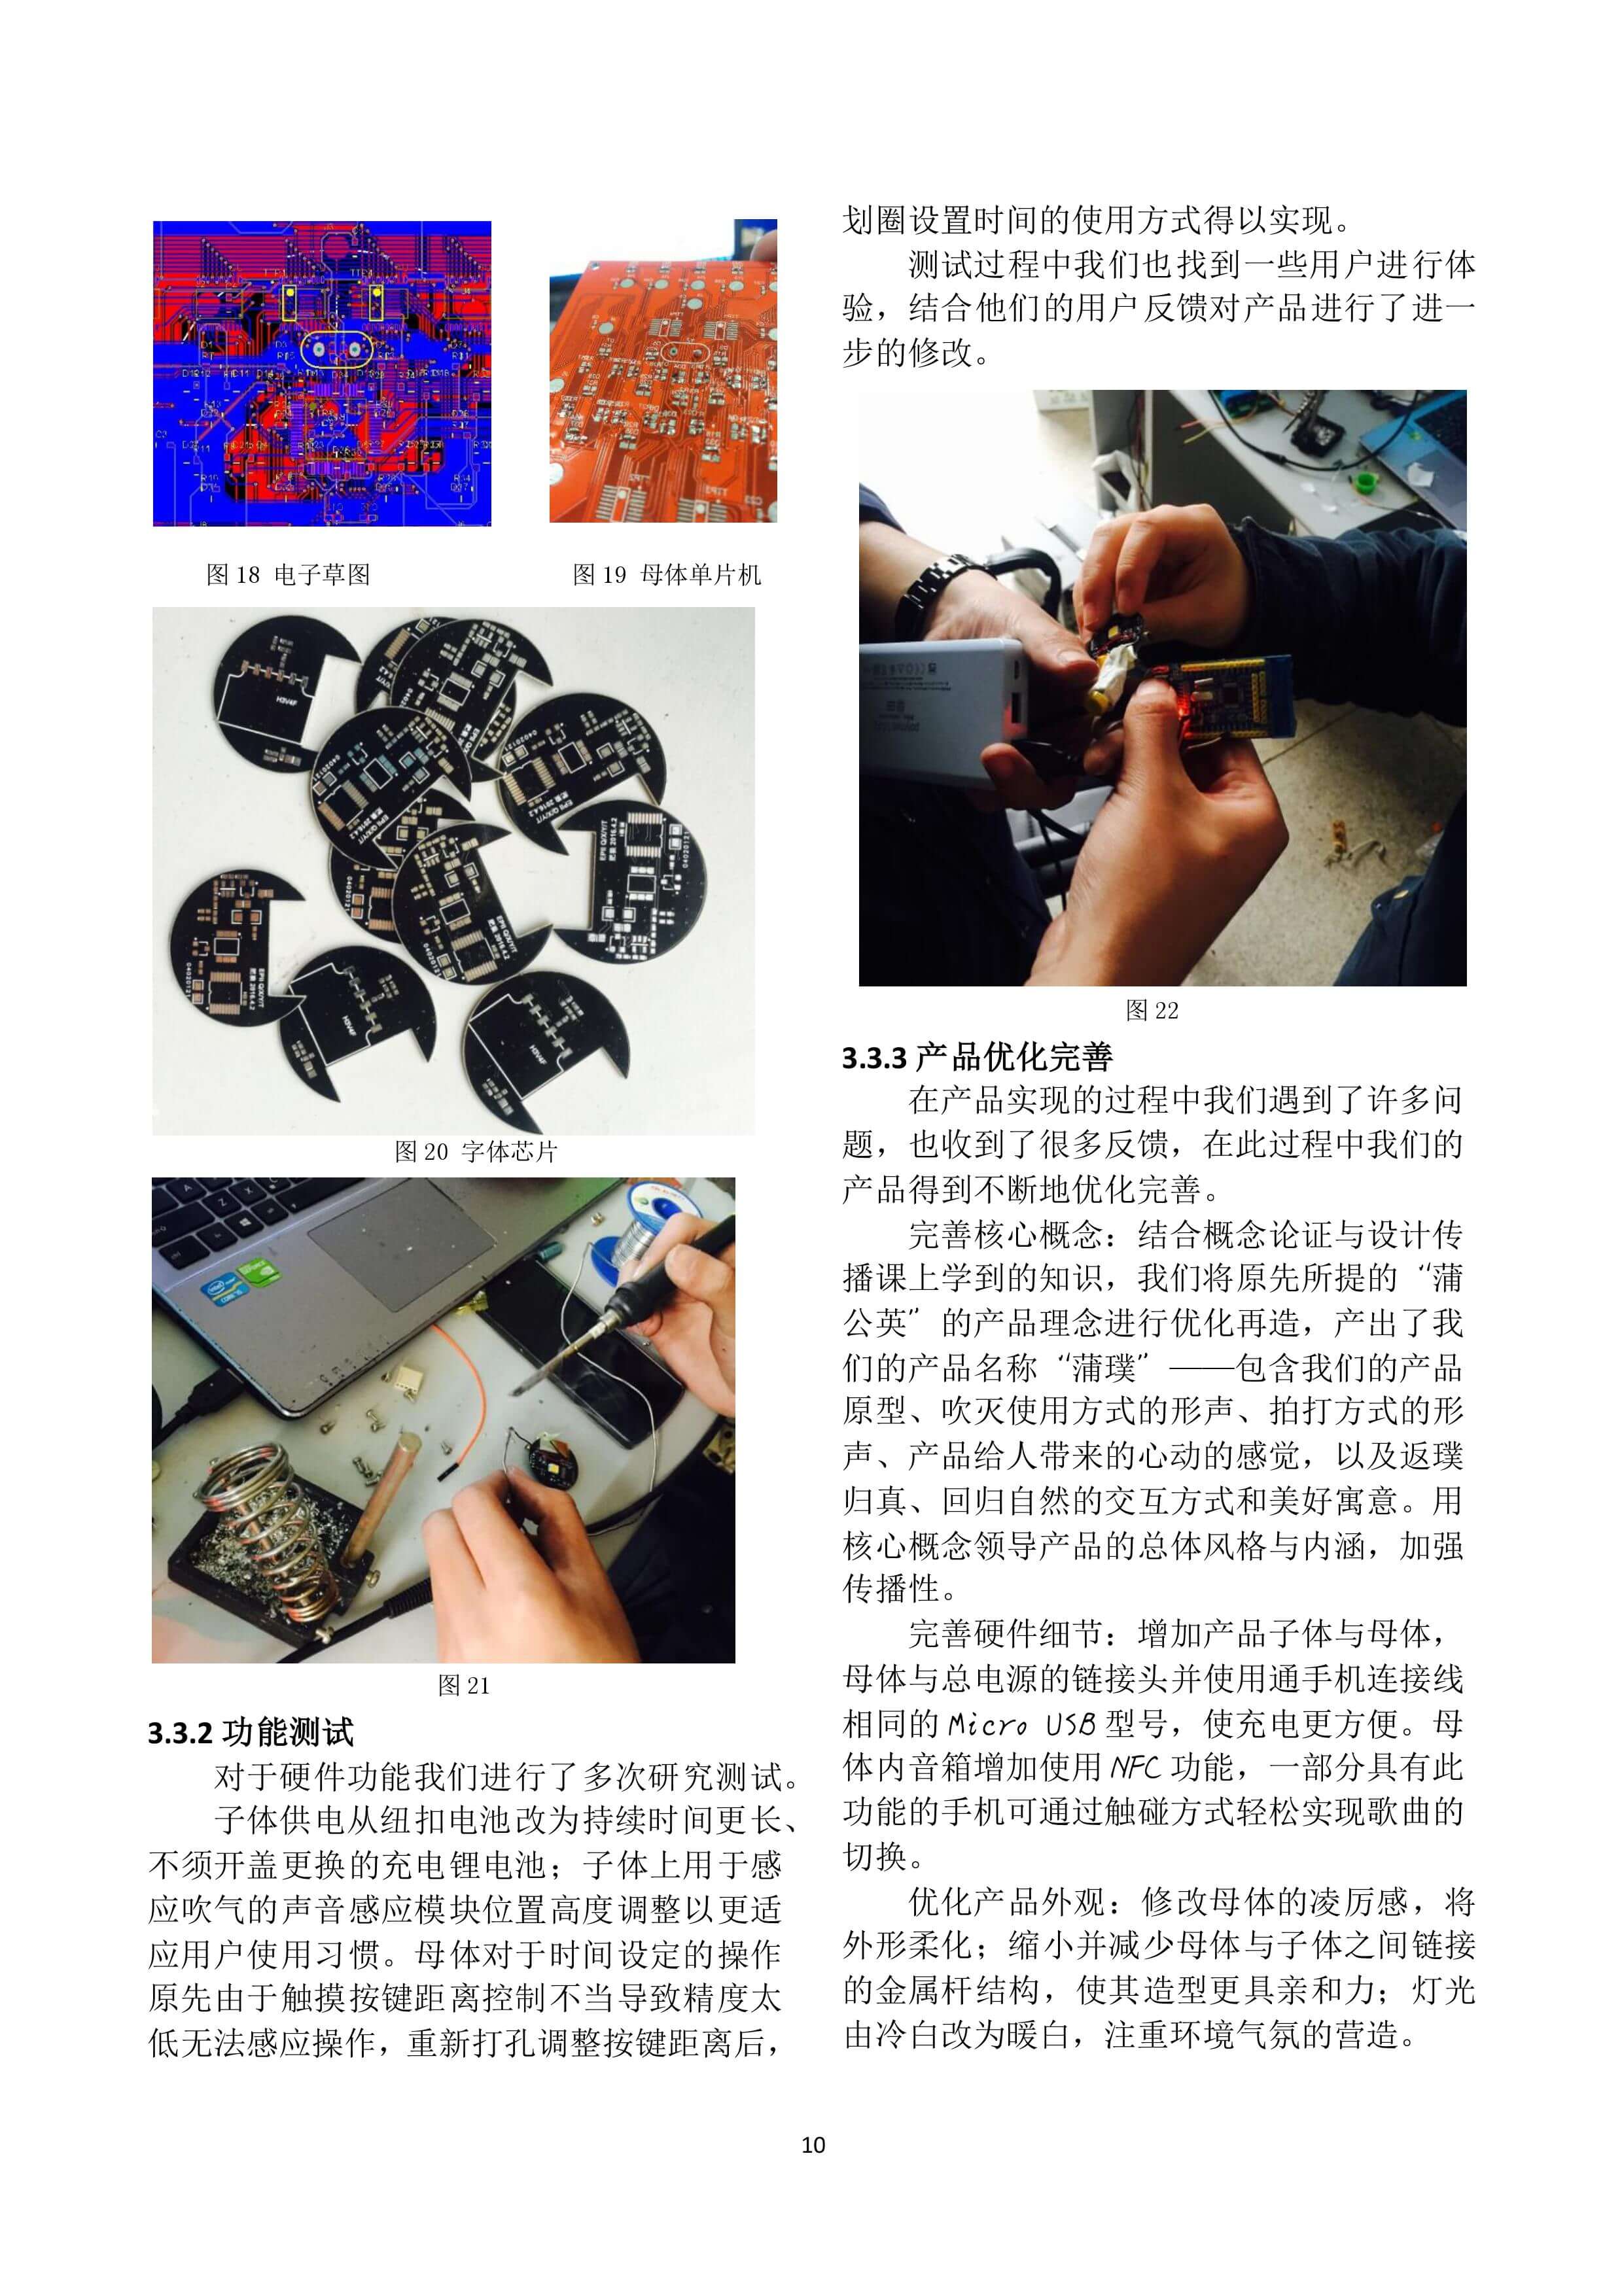 图 18 电子草图
图 19 母体单片机
图 20 字体芯片
图 21
3.3.2 功能测试
对于硬件功能我们进行了多次研究测试。
子体供电从纽扣电池改为持续时间更长、
不须开盖更换的充电锂电池；子体上用于感
应吹气的声音感应模块位置高度调整以更适
应用户使用习惯。母体对于时间设定的操作
原先由于触摸按键距离控制不当导致精度太
低无法感应操作，重新打孔调整按键距离后，
划圈设置时间的使用方式得以实现。
测试过程中我们也找到一些用户进行体
验，结合他们的用户反馈对产品进行了进一
步的修改。
图 22
3.3.3 产品优化完善
在产品实现的过程中我们遇到了许多问
题，也收到了很多反馈，在此过程中我们的
产品得到不断地优化完善。
完善核心概念：结合概念论证与设计传
播课上学到的知识，我们将原先所提的“蒲
公英”的产品理念进行优化再造，产出了我
们的产品名称“蒲璞”——包含我们的产品
原型、吹灭使用方式的形声、拍打方式的形
声、产品给人带来的心动的感觉，以及返璞
归真、回归自然的交互方式和美好寓意。用
核心概念领导产品的总体风格与内涵，加强
传播性。
完善硬件细节：增加产品子体与母体，
母体与总电源的链接头并使用通手机连接线
相同的 Micro USB 型号，使充电更方便。母
体内音箱增加使用 NFC 功能，一部分具有此
功能的手机可通过触碰方式轻松实现歌曲的
切换。
优化产品外观：修改母体的凌厉感，将
外形柔化；缩小并减少母体与子体之间链接
的金属杆结构，使其造型更具亲和力；灯光
由冷白改为暖白，注重环境气氛的营造。
10